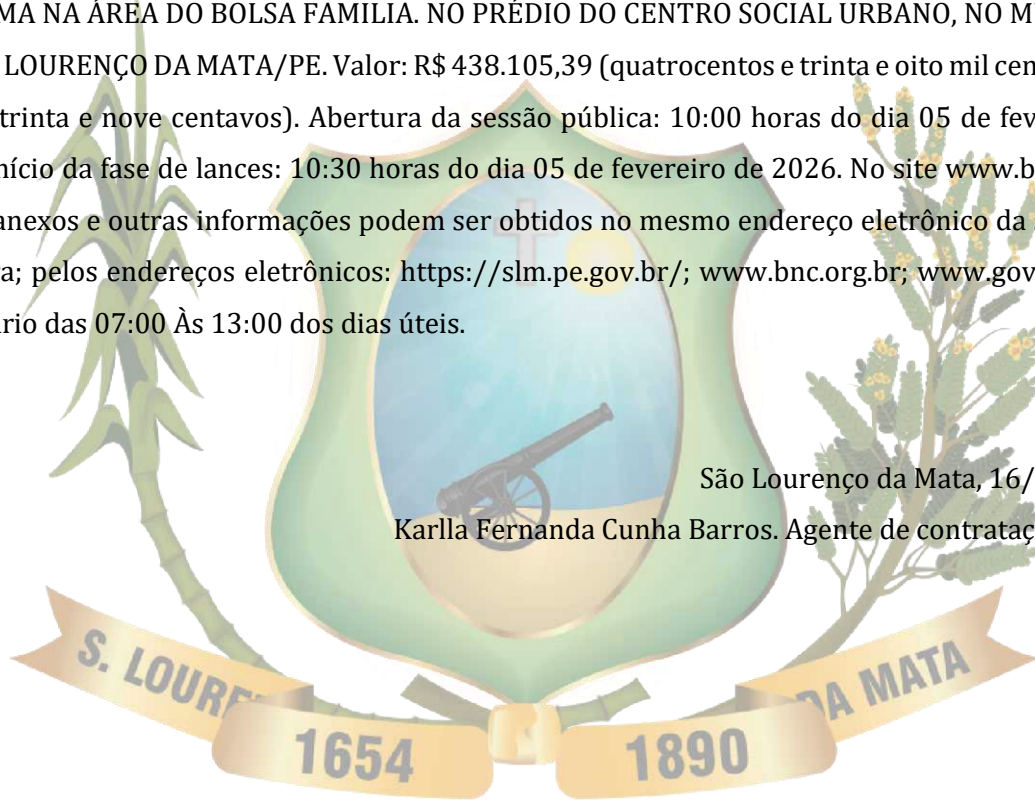 MA NA ÁREA DO BOLSA FAMILIA. NO PRÉDIO DO CENTRO SOCIAL URBANO, NO M
LOURENÇO DA MATA/PE. Valor: R$ 438.105,39 (quatrocentos e trinta e oito mil cen
trinta e nove centavos). Abertura da sessão pública: 10:00 horas do dia 05 de fev
nício da fase de lances: 10:30 horas do dia 05 de fevereiro de 2026. No site www.b
anexos e outras informações podem ser obtidos no mesmo endereço eletrônico da
a; pelos endereços eletrônicos: https://slm.pe.gov.br/; www.bnc.org.br; www.gov
rio das 07:00 Às 13:00 dos dias úteis.
São Lourenço da Mata, 16/
Karlla Fernanda Cunha Barros. Agente de contrataç
S. LOURE DA MATA
1654 1890